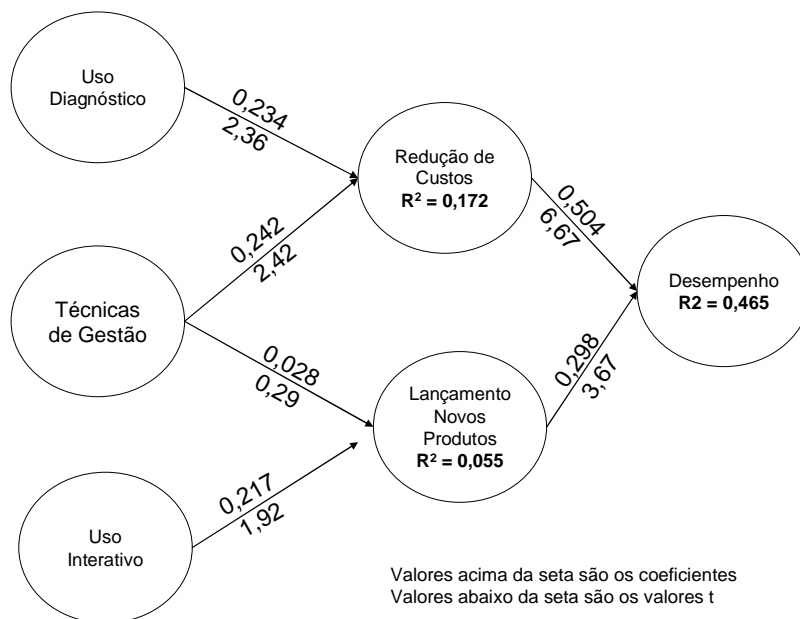 Uso
Diagnóstico
0,234
2,36
Redução de
Custos
R² = 0,172
0,504
6,67
0,242
2,42
Técnicas
de Gestão
Desempenho
R2 = 0,465
0,028
0,29
0,298
3,67
Lançamento
Novos
Produtos
R² = 0,055
0,217
1,92
Uso
Interativo
Valores acima da seta são os coeficientes
Valores abaixo da seta são os valores t